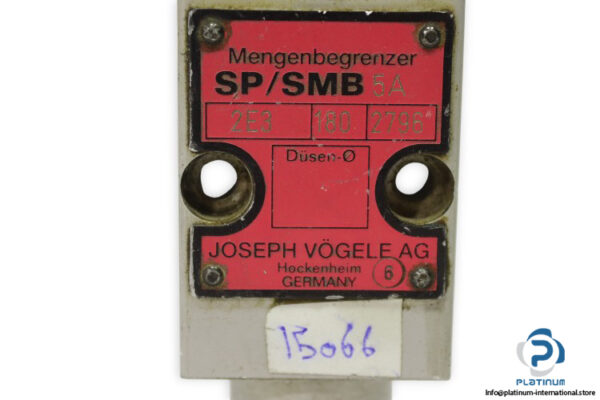 Mengenbegrenzer
SP/SMB 5A
2E3 180 2798
Düsen-Ø
JOSEPH VÖGELE AG
Hockenheim 6
GERMANY
15066
PLATINUM
Info@platinum-international.store